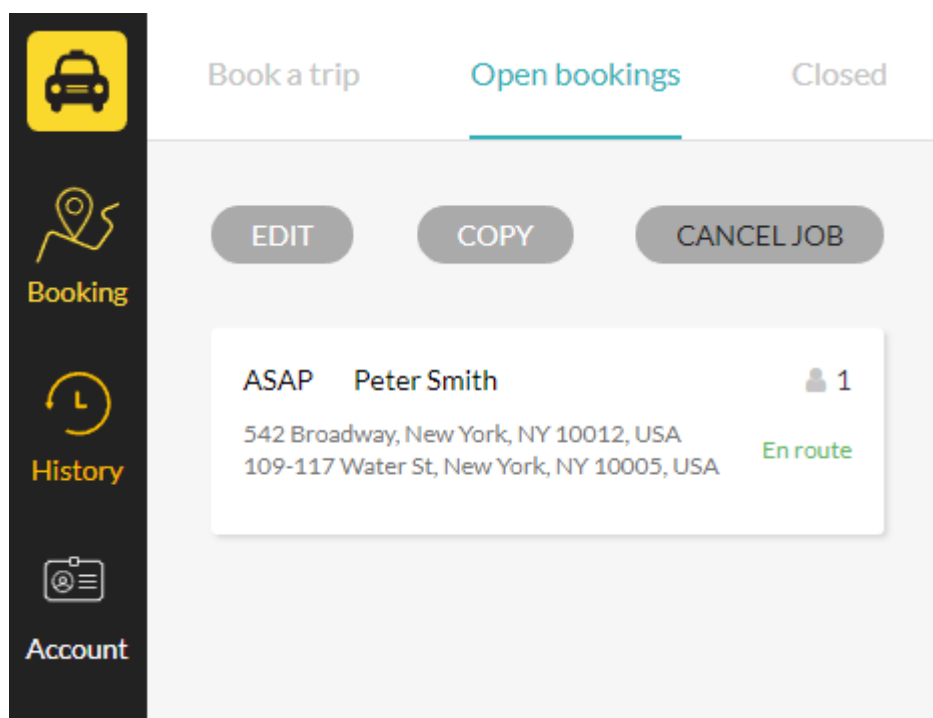 Book a trip Open bookings Closed
EDIT COPY CANCEL JOB
Booking
ASAP Peter Smith 1
542 Broadway, New York, NY 10012, USA
109-117 Water St, New York, NY 10005, USA
En route
History
Account